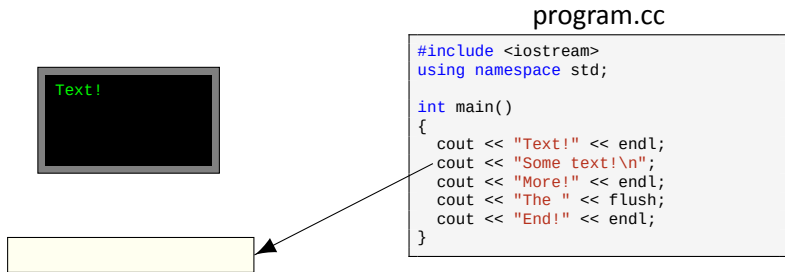 program.cc
Text!
#include <iostream>
using namespace std;
int main()
{
  cout << "Text!" << endl;
  cout << "Some text!\n";
  cout << "More!" << endl;
  cout << "The " << flush;
  cout << "End!" << endl;
}